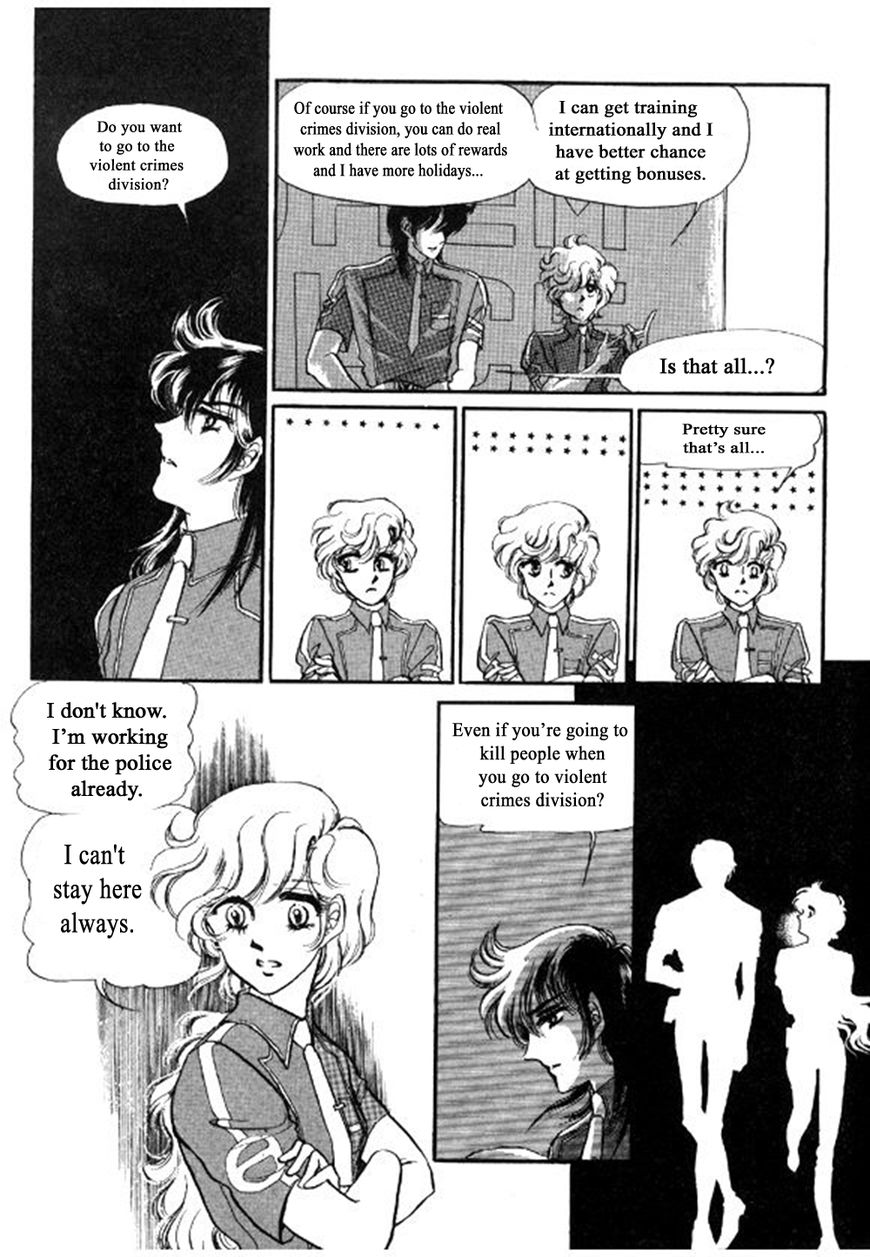 Do you want
to go to the
violent crimes
division?
Of course if you go to the violent
crimes division, you can do real
work and there are lots of rewards
and I have more holidays...
I can get training
internationally and I
have better chance
at getting bonuses.
Is that all...?
Pretty sure
that's all...
I don't know.
I'm working
for the police
already.
I can't
stay here
always.
Even if you're going to
kill people when
you go to violent
crimes division?
e